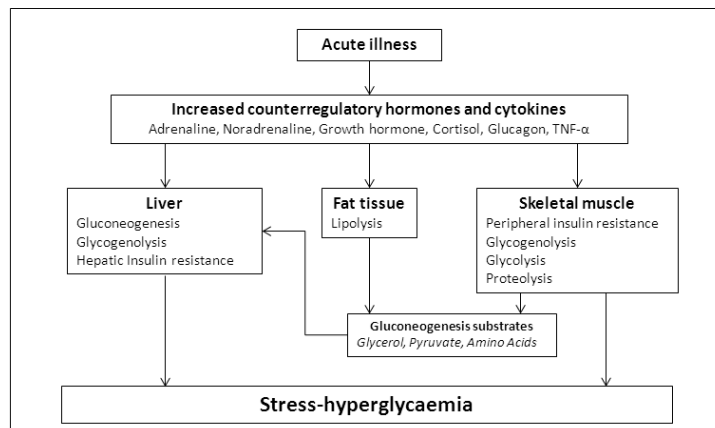 Acute illness
Increased counterregulatory hormones and cytokines
Adrenaline, Noradrenaline, Growth hormone, Cortisol, Glucagon, TNF-α
Liver
Gluconeogenesis
Glycogenolysis
Hepatic Insulin resistance
Fat tissue
Lipolysis
Skeletal muscle
Peripheral insulin resistance
Glycogenolysis
Glycolysis
Proteolysis
Gluconeogenesis substrates
Glycerol, Pyruvate, Amino Acids
Stress-hyperglycaemia